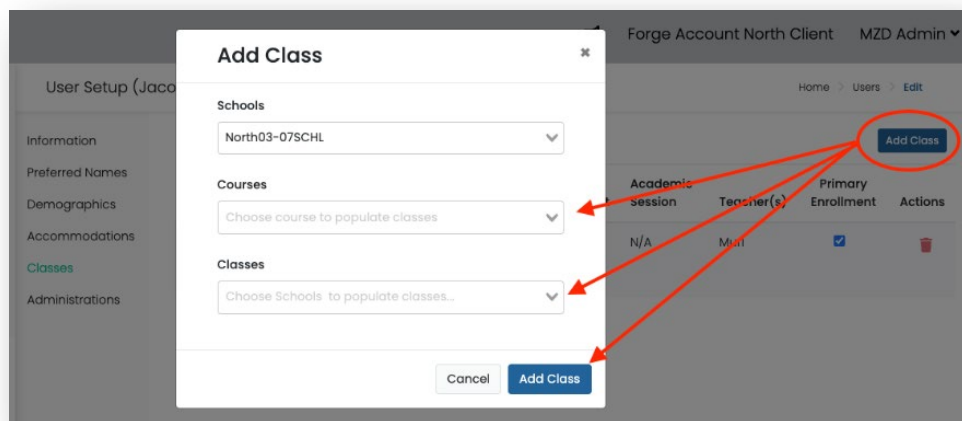 Forge Account North Client MZD Admin
User Setup (Jaco
Home > Users > Edit
Information
Preferred Names
Demographics
Accommodations
Classes
Administrations
Add Class
Add Class
Schools
North03-07SCHL
Courses
Choose course to populate classes
Classes
Choose Schools to populate classes...
Cancel Add Class
Academic Session Teacher(s) Primary Enrollment Actions
N/A